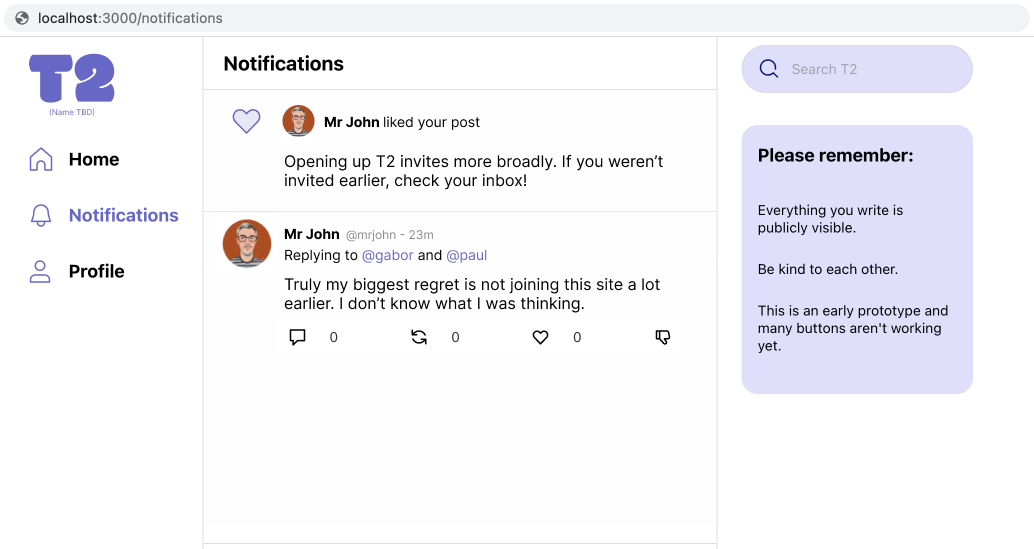 localhost:3000/notifications
T2
(Name TBD)
Home
Notifications
Profile
Notifications
Mr John liked your post
Opening up T2 invites more broadly. If you weren’t
invited earlier, check your inbox!
Mr John @mrjohn - 23m
Replying to @gabor and @paul
Truly my biggest regret is not joining this site a lot
earlier. I don’t know what I was thinking.
0 0 0
Search T2
Please remember:
Everything you write is
publicly visible.
Be kind to each other.
This is an early prototype and
many buttons aren't working
yet.